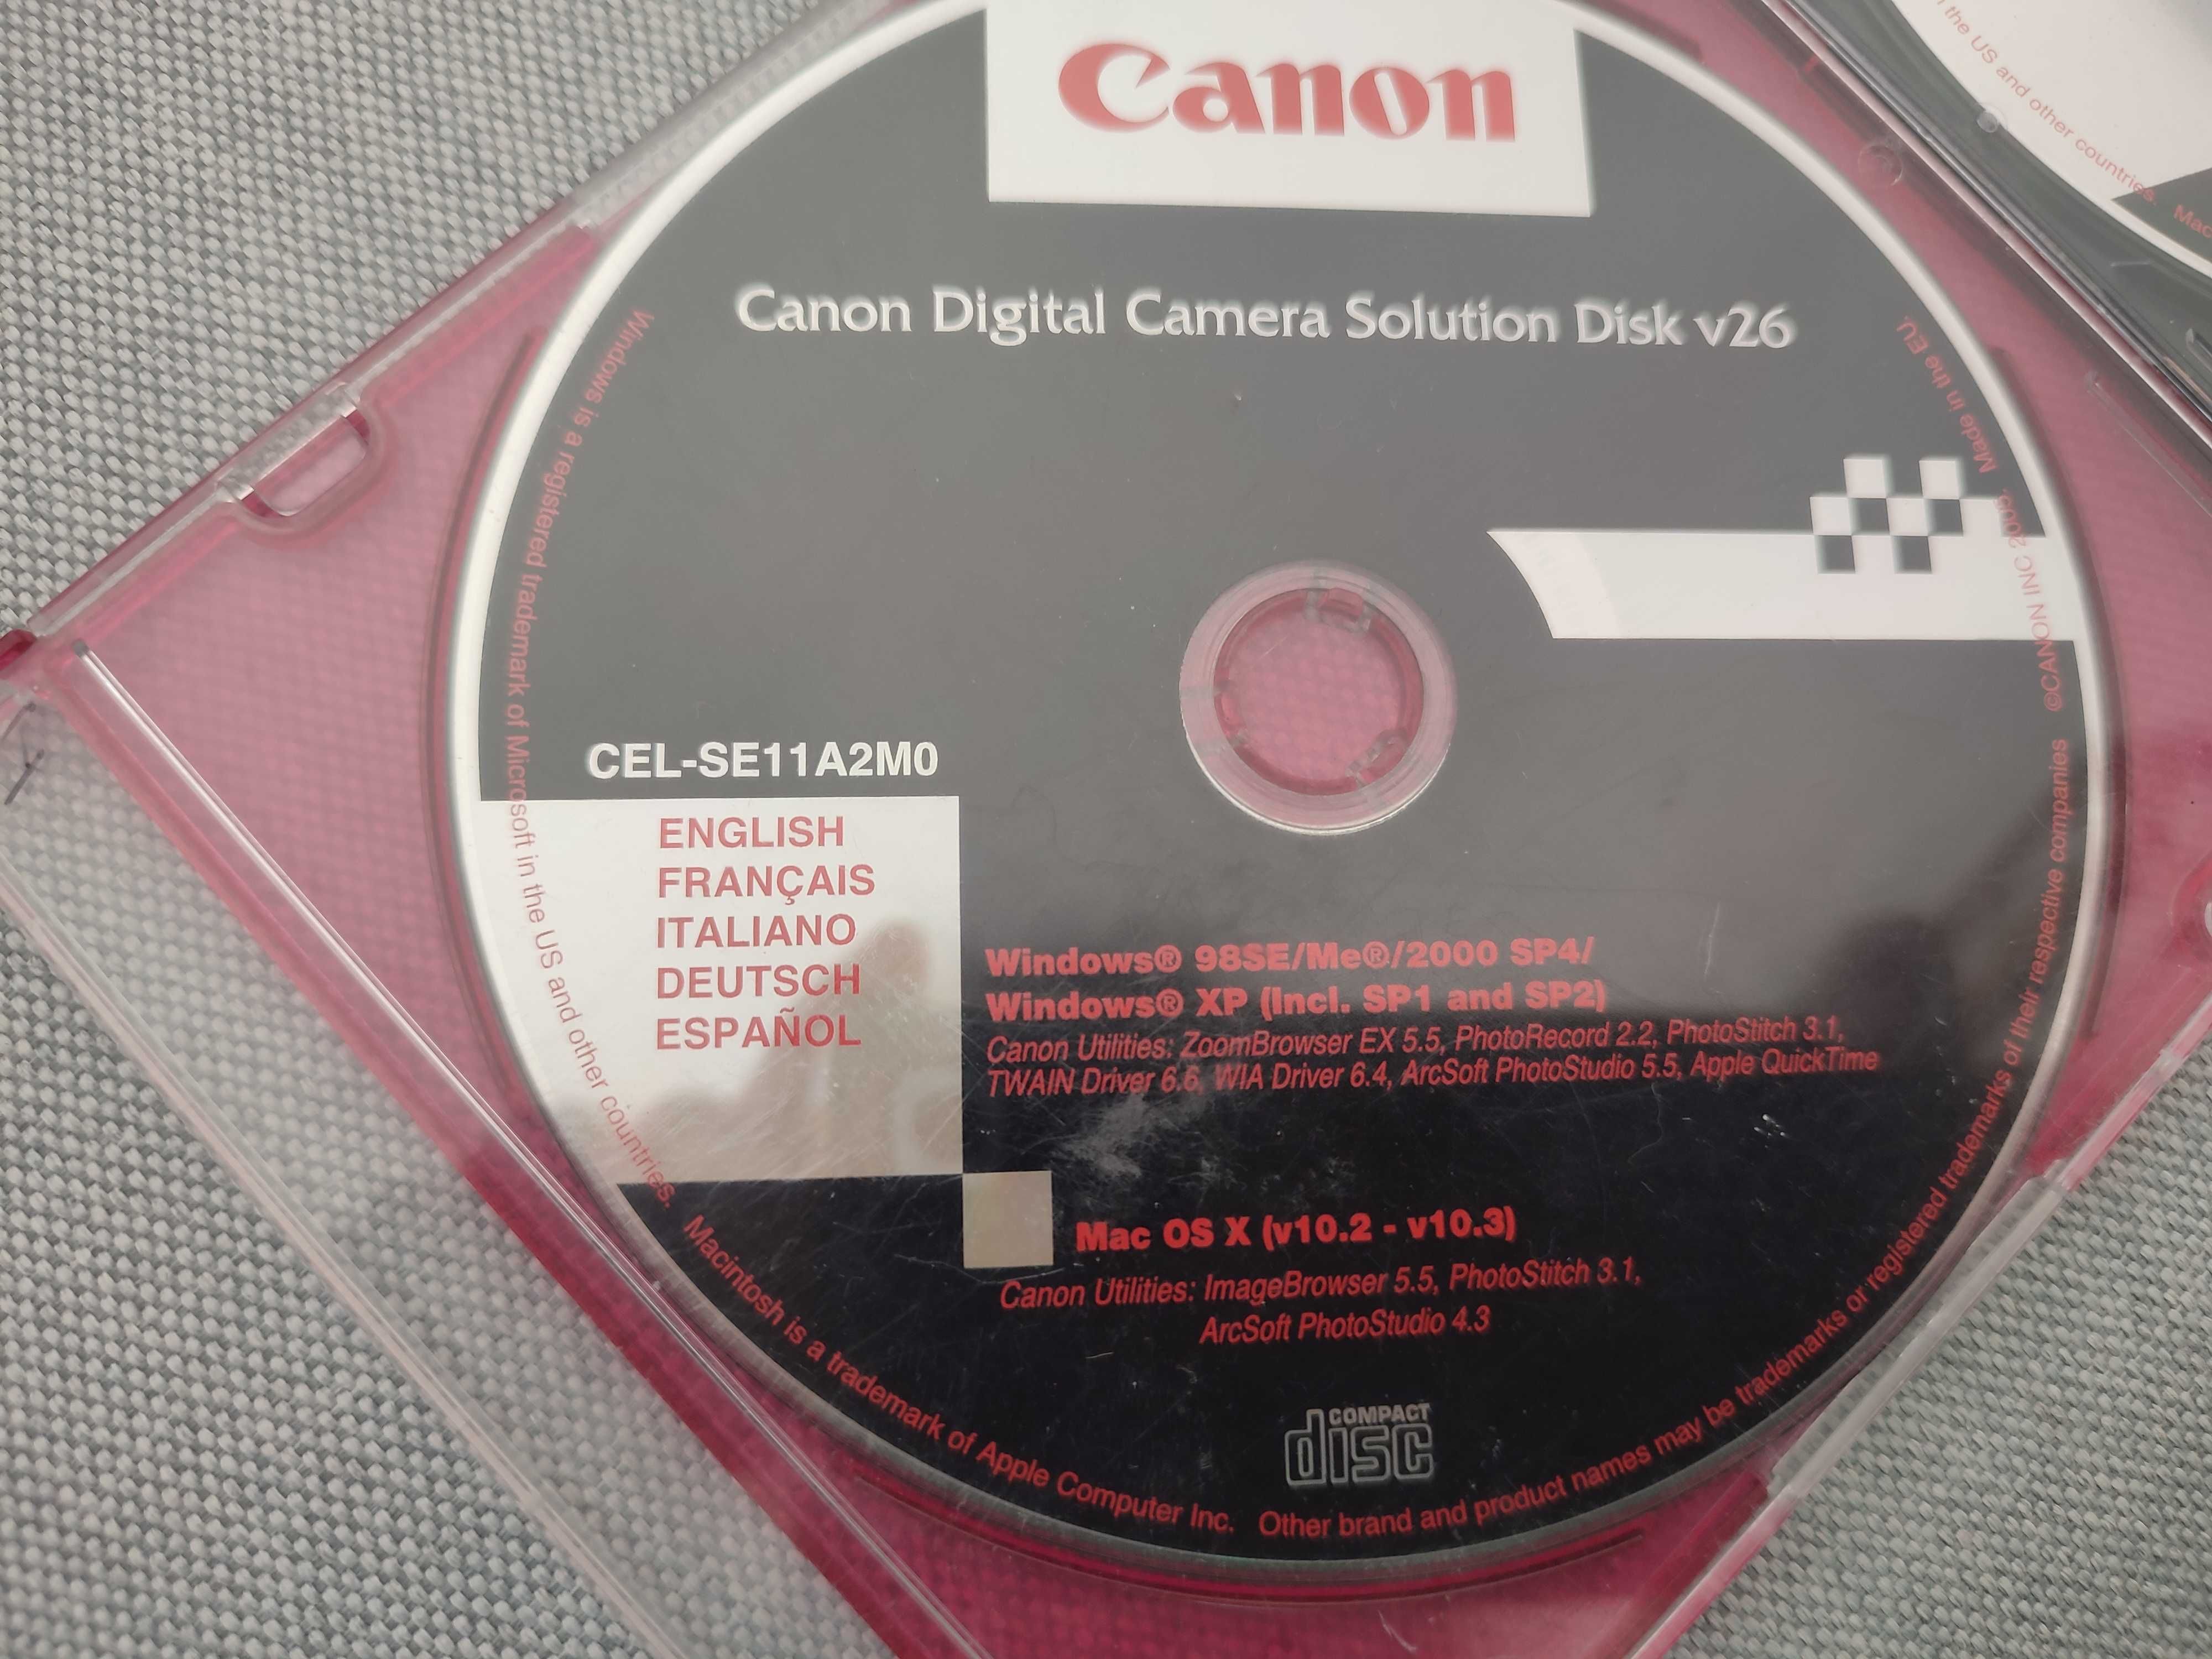 Canon
Canon Digital Camera Solution Disk v26
CEL-SE11A2M0
ENGLISH
FRANÇAIS
ITALIANO
DEUTSCH
ESPAÑOL
Windows® 98SE/Me®/2000 SP4/
Windows® XP (Incl. SP1 and SP2)
Canon Utilities: ZoomBrowser EX 5.5, PhotoRecord 2.2, PhotoStitch 3.1,
TWAIN Driver 6.6, WIA Driver 6.4, ArcSoft PhotoStudio 5.5, Apple QuickTime
Mac OS X (v10.2 - v10.3)
Canon Utilities: ImageBrowser 5.5, PhotoStitch 3.1,
ArcSoft PhotoStudio 4.3
COMPACT
disc
Windows is a registered trademark of Microsoft in the US and other countries. Macintosh is a trademark of Apple Computer Inc. Other brand and product names may be trademarks or registered trademarks of their respective companies ©CANON INC Made in the EU.
the US and other countries.